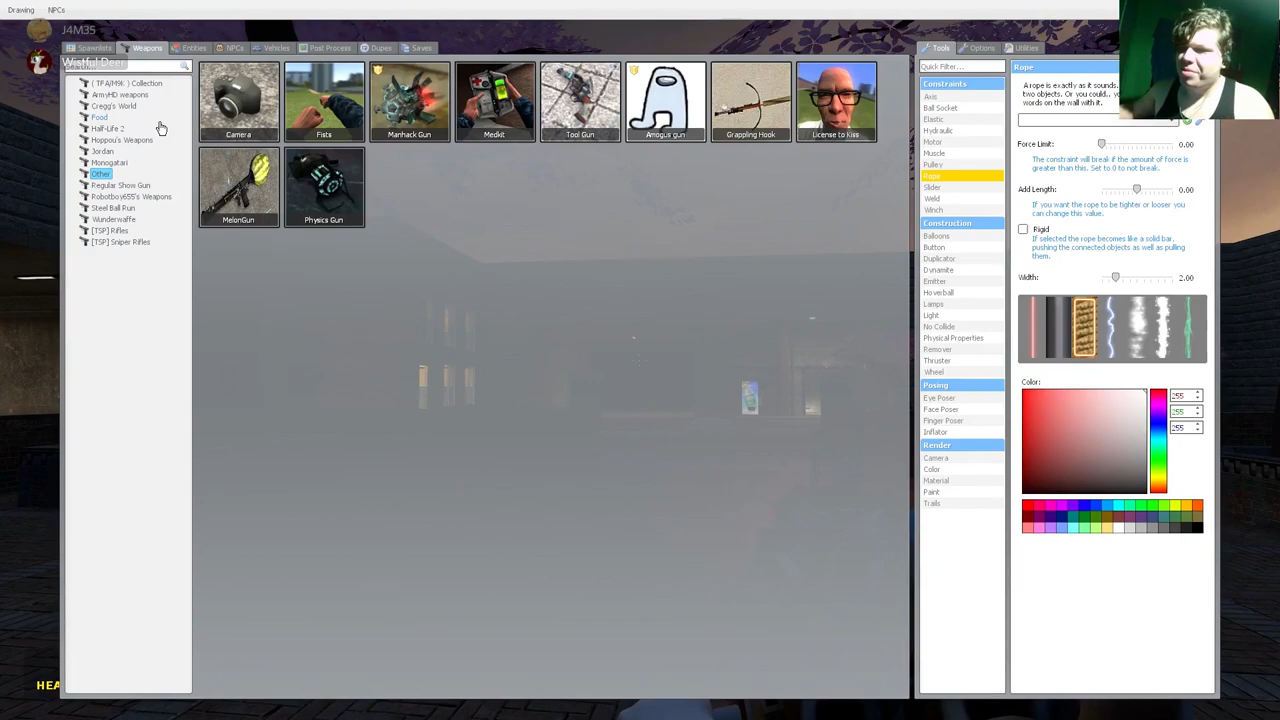 Drawing NPCs
J4M35
Wistful Deer
Spawnlists Weapons Entities NPCs Vehicles Post Process Dupes Saves
( TFA/M9K ) Collection
ArmyHD weapons
Cregg's World
Food
Half-Life 2
Hoppou's Weapons
Jordan
Monogatari
Other
Regular Show Gun
Robotboy655's Weapons
Steel Ball Run
Wunderwaffe
[TSP] Rifles
[TSP] Sniper Rifles
Camera Fists Manhack Gun Medkit Tool Gun Amogus gun Grappling Hook License to Kiss
MelonGun Physics Gun
Tools Options Utilities
Quick Filter...
Constraints
Axis
Ball Socket
Elastic
Hydraulic
Motor
Muscle
Pulley
Rope
Slider
Weld
Winch
Construction
Balloons
Button
Duplicator
Dynamite
Emitter
Hoverball
Lamps
Light
No Collide
Physical Properties
Remover
Thruster
Wheel
Posing
Eye Poser
Face Poser
Finger Poser
Inflator
Render
Camera
Color
Material
Paint
Trails
Rope
A rope is exactly as it sounds.
two objects. Or you could..
words on the wall with it.
Force Limit: 0.00
The constraint will break if the amount of force is
greater than this. Set to 0 to not break.
Add Length: 0.00
If you want the rope to be tighter or looser you
can change this value.
Rigid
If selected the rope becomes like a solid bar,
pushing the connected objects as well as pulling
them.
Width: 2.00
Color:
255
255
255
HEA